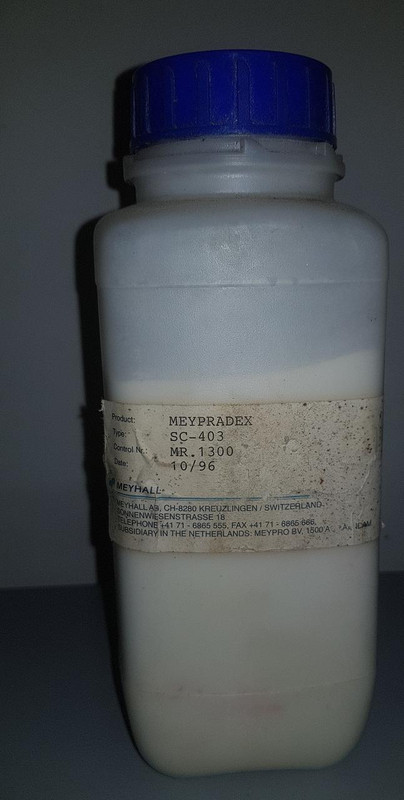 Product: MEYPRADEX
Type: SC-403
Control Nr.: MR.1300
Date: 10/96
MEYHALL
MEYHALL AG, CH-8280 KREUZLINGEN / SWITZERLAND
SONNENWIESENSTRASSE 18
TELEPHONE +41 71 - 6865 555, FAX +41 71 - 6865 666,
SUBSIDIARY IN THE NETHERLANDS: MEYPRO BV, 1500 A